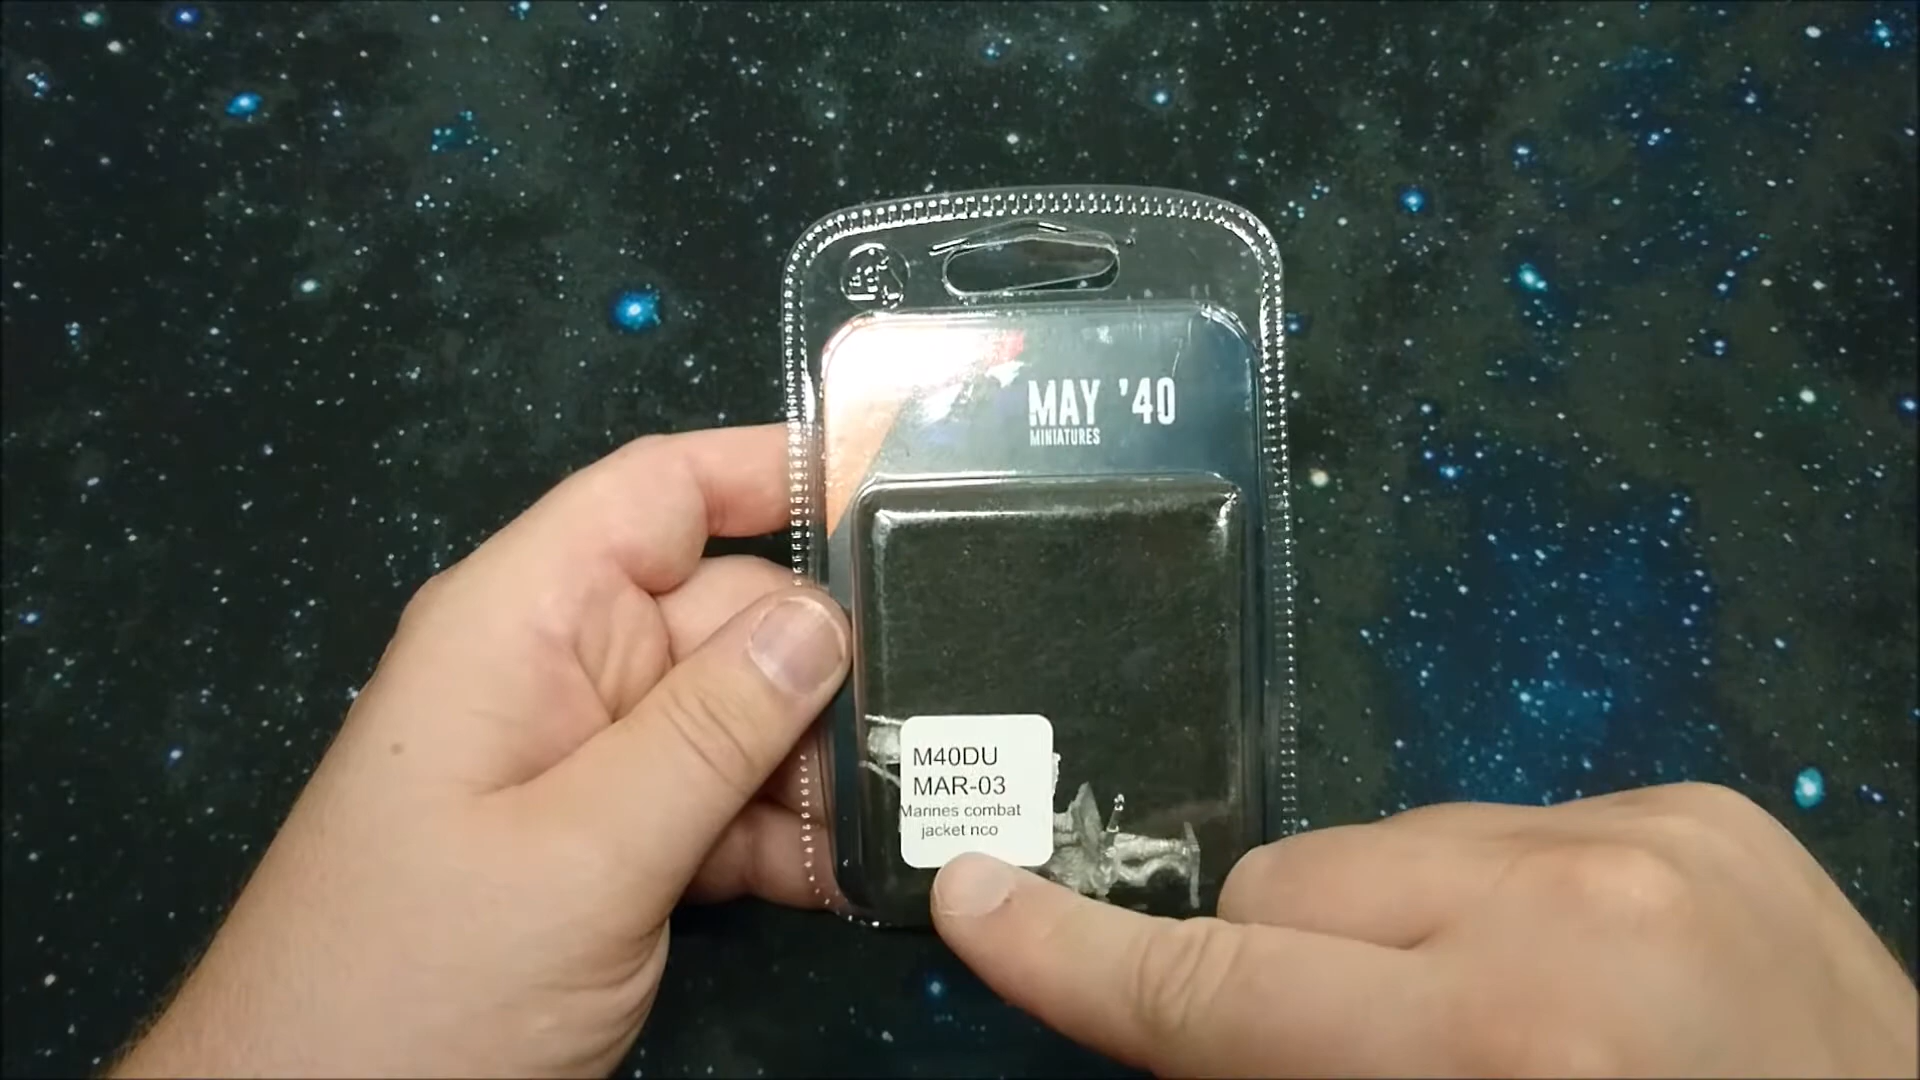 MAY '40
MINIATURES
M40DU
MAR-03
Marines combat
jacket nco